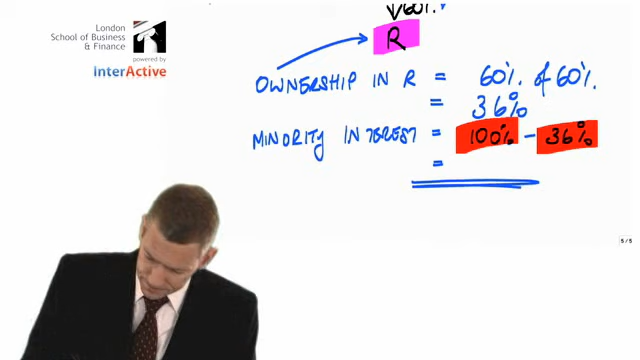 London
School of Business
& Finance
powered by
InterActive
60%.
R
OWNERSHIP IN R = 60% of 60%.
= 36%
MINORITY INTEREST = 100% - 36%
=
5/5